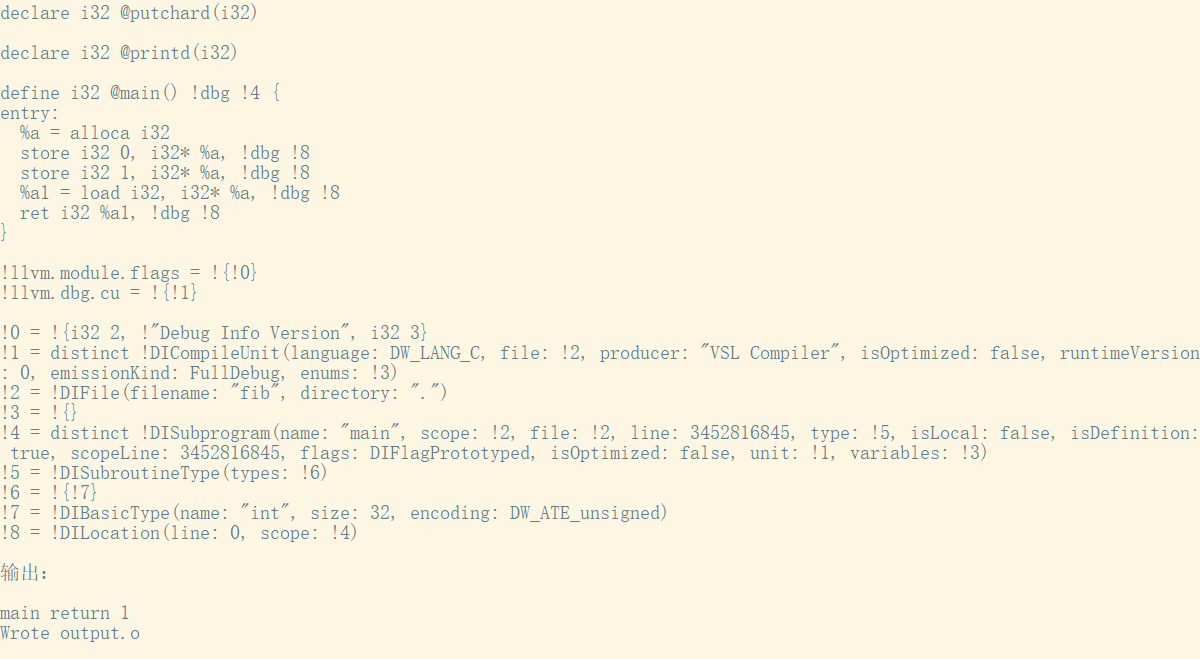 declare i32 @putchard(i32)
declare i32 @printd(i32)
define i32 @main() !dbg !4 {
entry:
  %a = alloca i32
  store i32 0, i32* %a, !dbg !8
  store i32 1, i32* %a, !dbg !8
  %a1 = load i32, i32* %a, !dbg !8
  ret i32 %a1, !dbg !8
}
!llvm.module.flags = !{!0}
!llvm.dbg.cu = !{!1}
!0 = !{i32 2, !"Debug Info Version", i32 3}
!1 = distinct !DICompileUnit(language: DW_LANG_C, file: !2, producer: "VSL Compiler", isOptimized: false, runtimeVersion
: 0, emissionKind: FullDebug, enums: !3)
!2 = !DIFile(filename: "fib", directory: ".")
!3 = !{}
!4 = distinct !DISubprogram(name: "main", scope: !2, file: !2, line: 3452816845, type: !5, isLocal: false, isDefinition:
 true, scopeLine: 3452816845, flags: DIFlagPrototyped, isOptimized: false, unit: !1, variables: !3)
!5 = !DISubroutineType(types: !6)
!6 = !{!7}
!7 = !DIBasicType(name: "int", size: 32, encoding: DW_ATE_unsigned)
!8 = !DILocation(line: 0, scope: !4)
输出:
main return 1
Wrote output.o